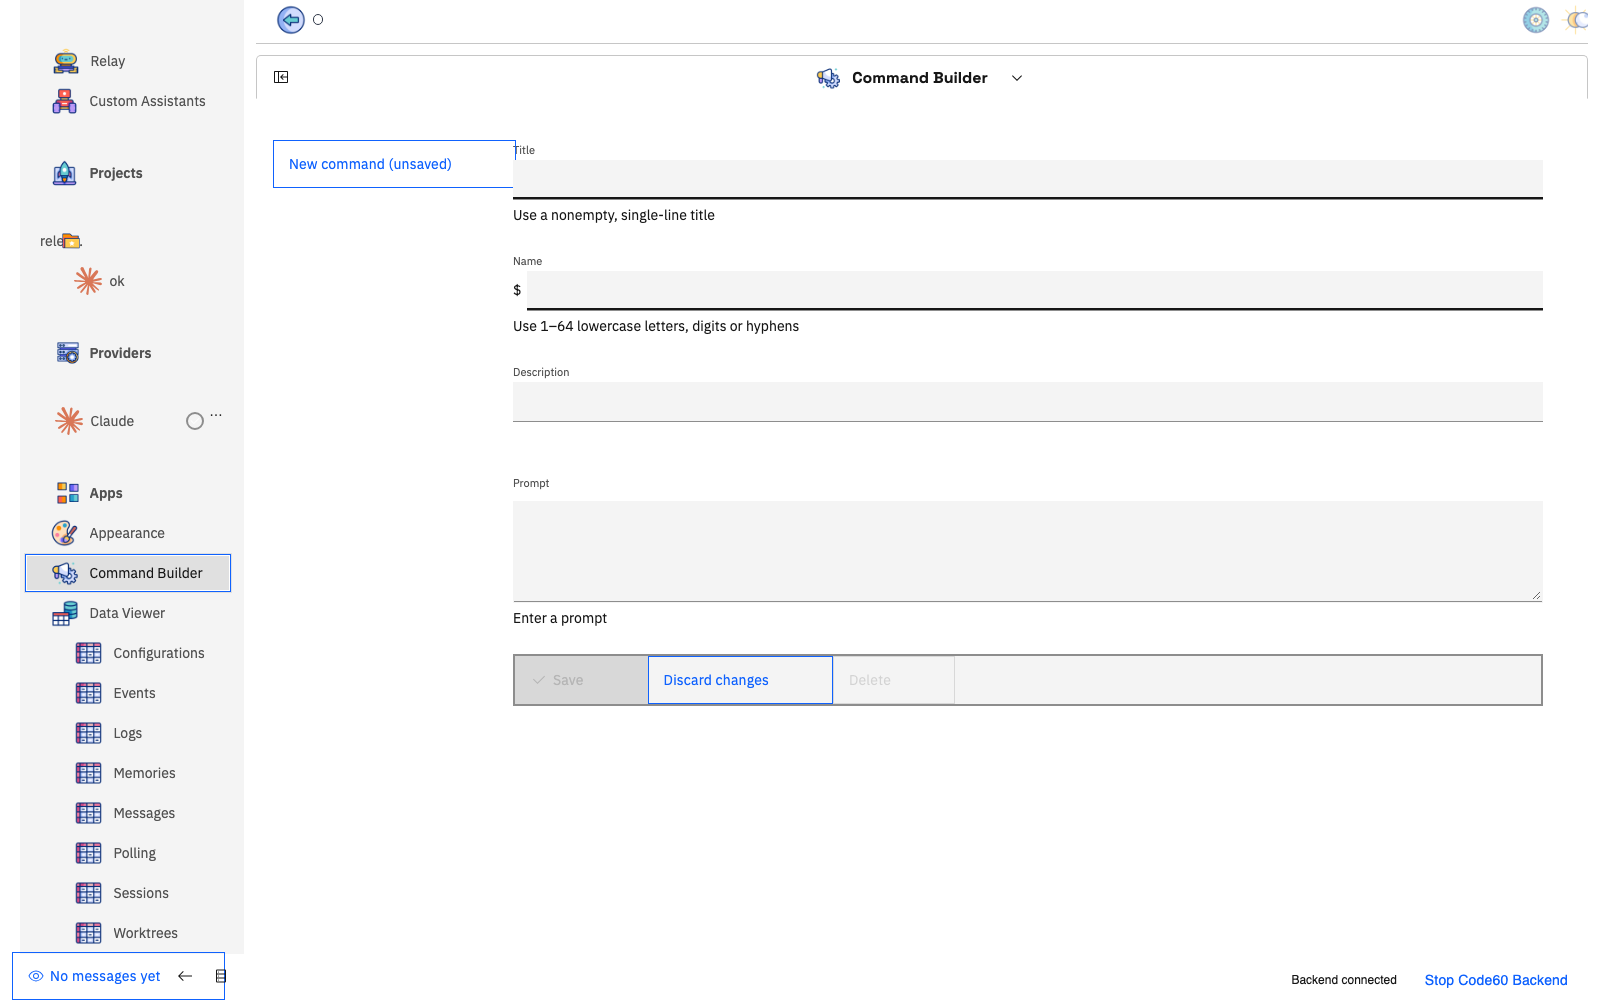 Relay
Custom Assistants
Projects
ok
Providers
Claude
...
Apps
Appearance
Command Builder
Data Viewer
Configurations
Events
Logs
Memories
Messages
Polling
Sessions
Worktrees
No messages yet
Command Builder
New command (unsaved)
Title
Use a nonempty, single-line title
Name
$
Use 1–64 lowercase letters, digits or hyphens
Description
Prompt
Enter a prompt
Save
Discard changes
Delete
Backend connected
Stop Code60 Backend